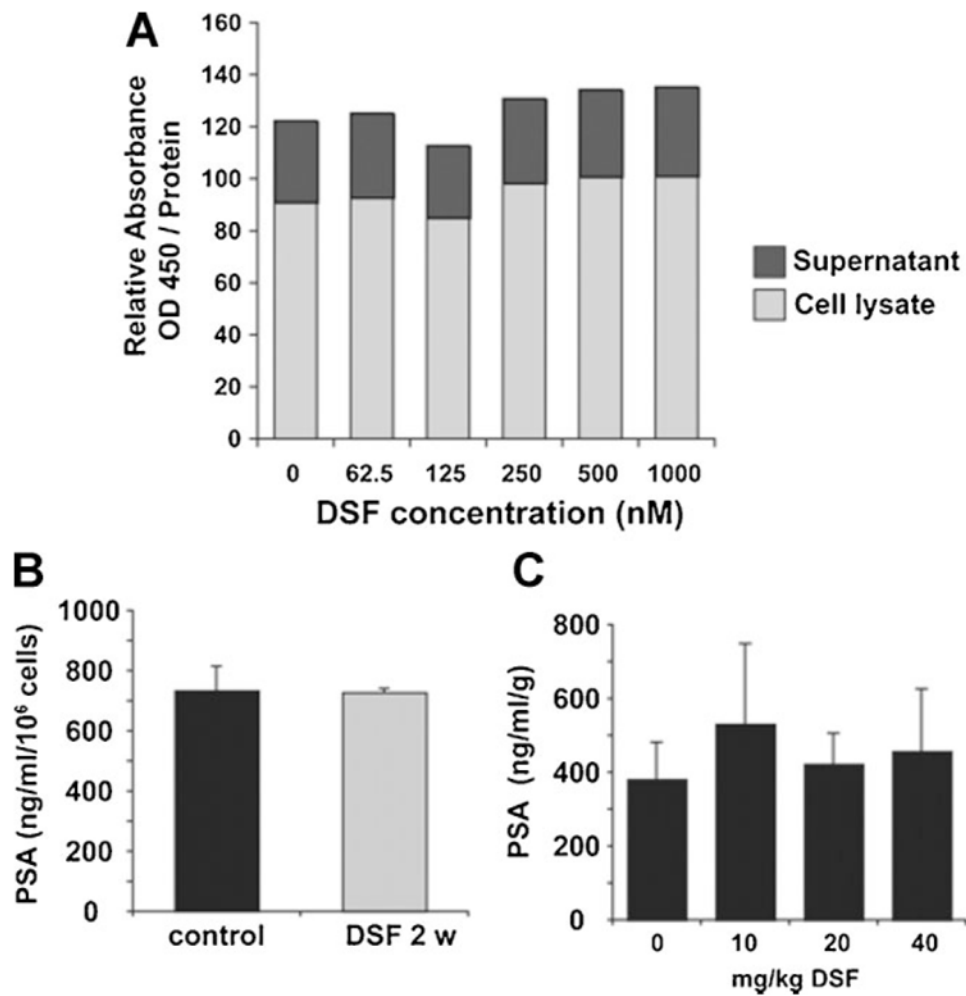 A
160
140
120
100
80
60
40
20
0
Relative Absorbance
OD 450 / Protein
0 62.5 125 250 500 1000
DSF concentration (nM)
Supernatant
Cell lysate
B
1000
800
600
400
200
0
PSA (ng/ml/10⁶ cells)
control DSF 2 w
C
800
600
400
200
0
PSA (ng/ml/g)
0 10 20 40
mg/kg DSF